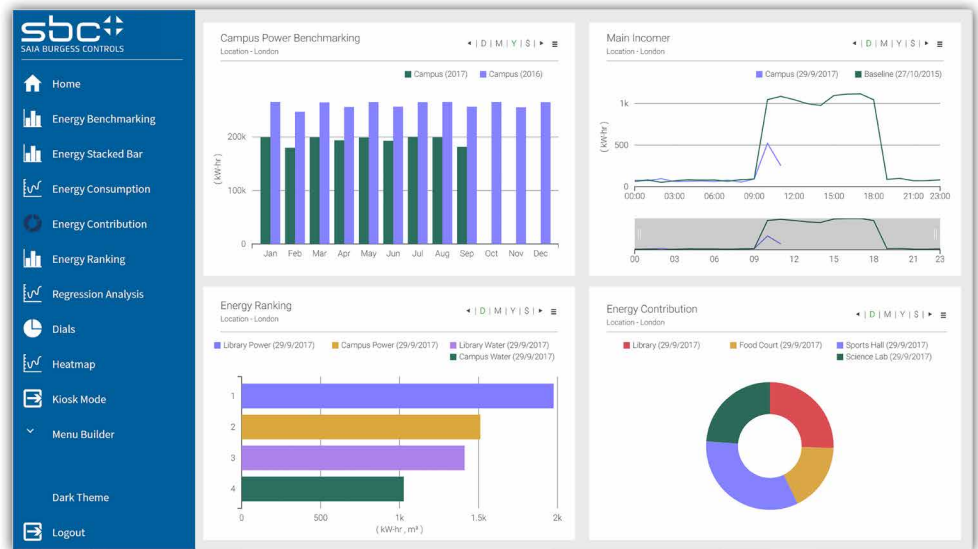 sbc
SAIA BURGESS CONTROLS
Home
Energy Benchmarking
Energy Stacked Bar
Energy Consumption
Energy Contribution
Energy Ranking
Regression Analysis
Dials
Heatmap
Kiosk Mode
Menu Builder
Dark Theme
Logout
Campus Power Benchmarking
Location - London
| D | M | Y | $ |
Campus (2017) Campus (2016)
( kW-hr )
200k
100k
0
Jan Feb Mar Apr May Jun Jul Aug Sep Oct Nov Dec
Main Incomer
Location - London
| D | M | Y | $ |
Campus (29/9/2017) Baseline (27/10/2015)
( kW-hr )
1k
500
0
00:00 03:00 06:00 09:00 12:00 15:00 18:00 21:00 23:00
00 03 06 09 12 15 18 21 23
Energy Ranking
Location - London
| D | M | Y | $ |
Library Power (29/9/2017) Campus Power (29/9/2017) Library Water (29/9/2017)
Campus Water (29/9/2017)
1
2
3
4
0 500 1k 1.5k 2k
( kW-hr , m³ )
Energy Contribution
Location - London
| D | M | Y | $ |
Library (29/9/2017) Food Court (29/9/2017) Sports Hall (29/9/2017)
Science Lab (29/9/2017)